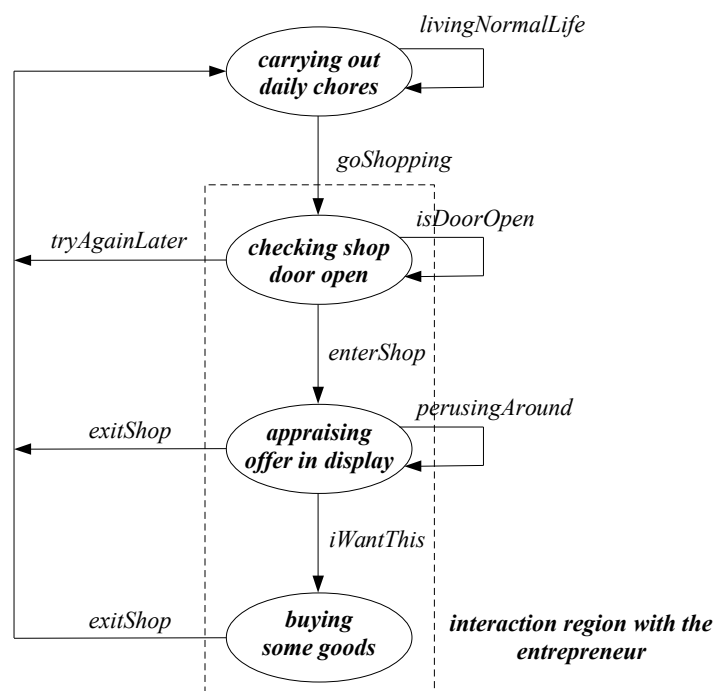 livingNormalLife
carrying out
daily chores
goShopping
isDoorOpen
tryAgainLater
checking shop
door open
enterShop
perusingAround
exitShop
appraising
offer in display
iWantThis
exitShop
buying
some goods
interaction region with the
entrepreneur